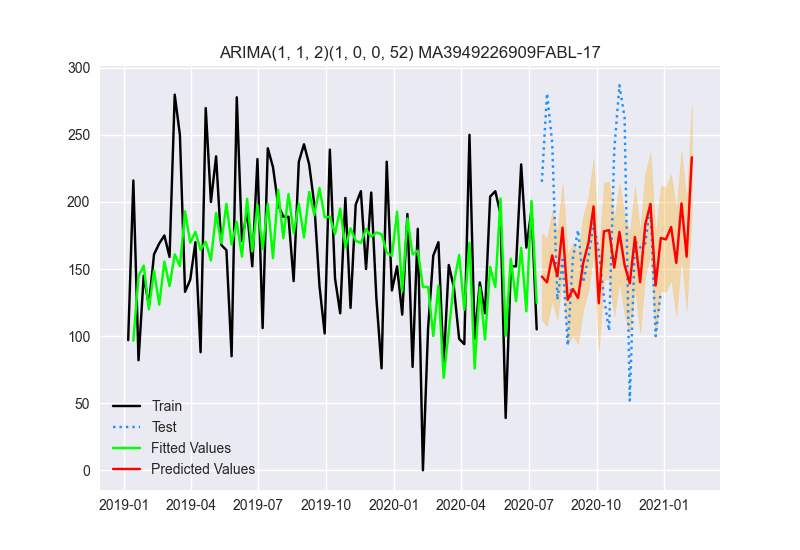 ARIMA(1, 1, 2)(1, 0, 0, 52) MA3949226909FABL-17
300
250
200
150
100
50
0
Train
Test
Fitted Values
Predicted Values
2019-01 2019-04 2019-07 2019-10 2020-01 2020-04 2020-07 2020-10 2021-01